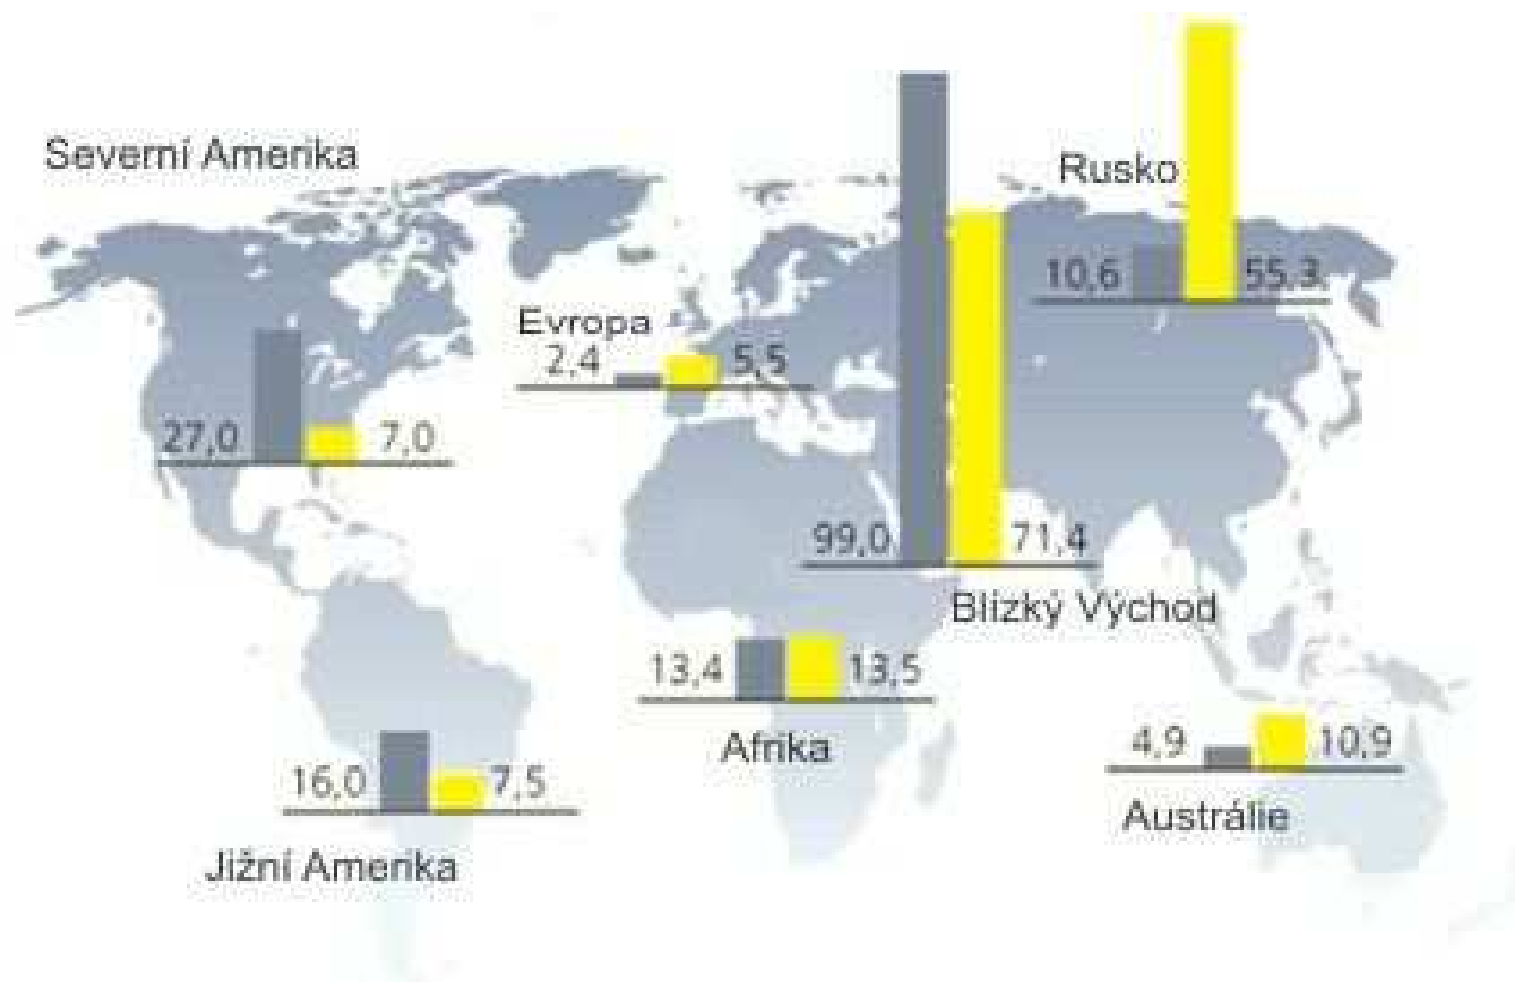 Severní Amerika
27,0 7,0
Evropa
2,4 5,5
Rusko
10,6 55,3
99,0 71,4
Blízký Východ
13,4 13,5
Afrika
16,0 7,5
Jižní Amerika
4,9 10,9
Austrálie